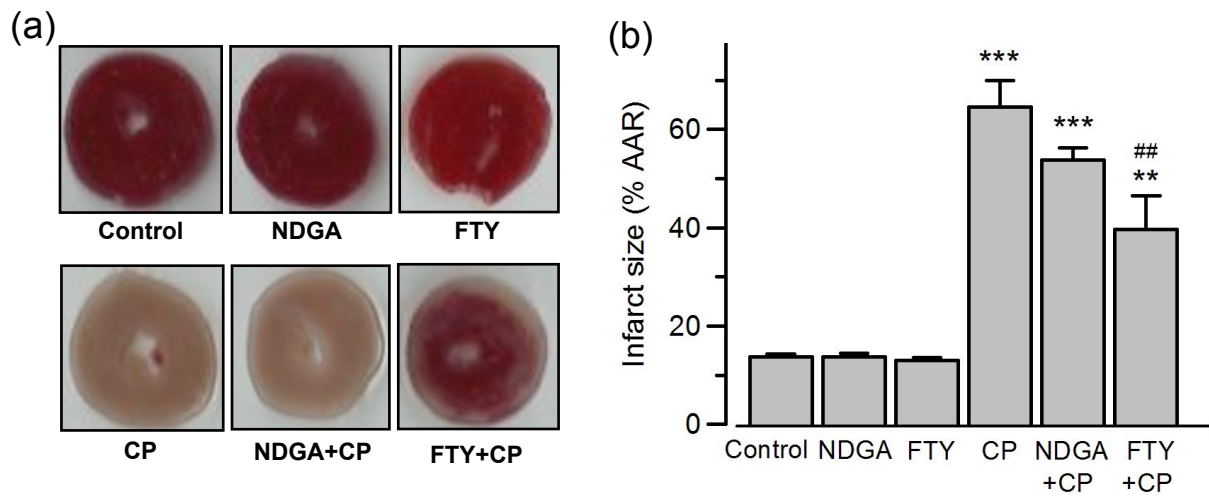 (a)
Control NDGA FTY
CP NDGA+CP FTY+CP
(b)
Infarct size (% AAR)
60
40
20
0
***
***
##
**
Control NDGA FTY CP NDGA FTY
+CP +CP